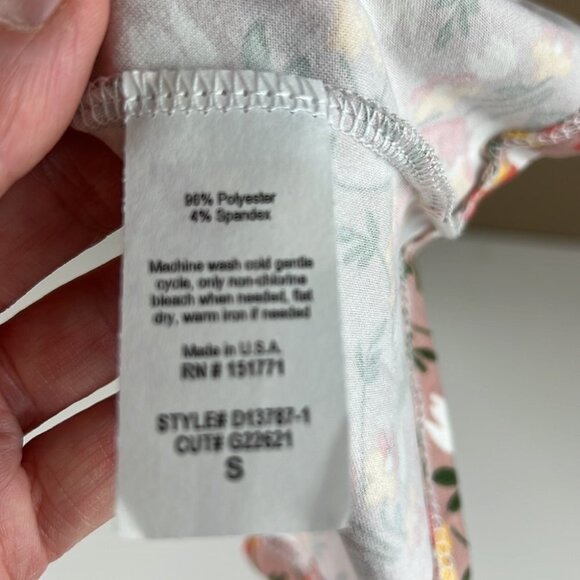 96% Polyester
4% Spandex
Machine wash cold gentle
cycle, only non-chlorine
bleach when needed, flat
dry, warm iron if needed
Made in U.S.A.
RN # 151771
STYLE# D13787-1
CUT# G22621
S